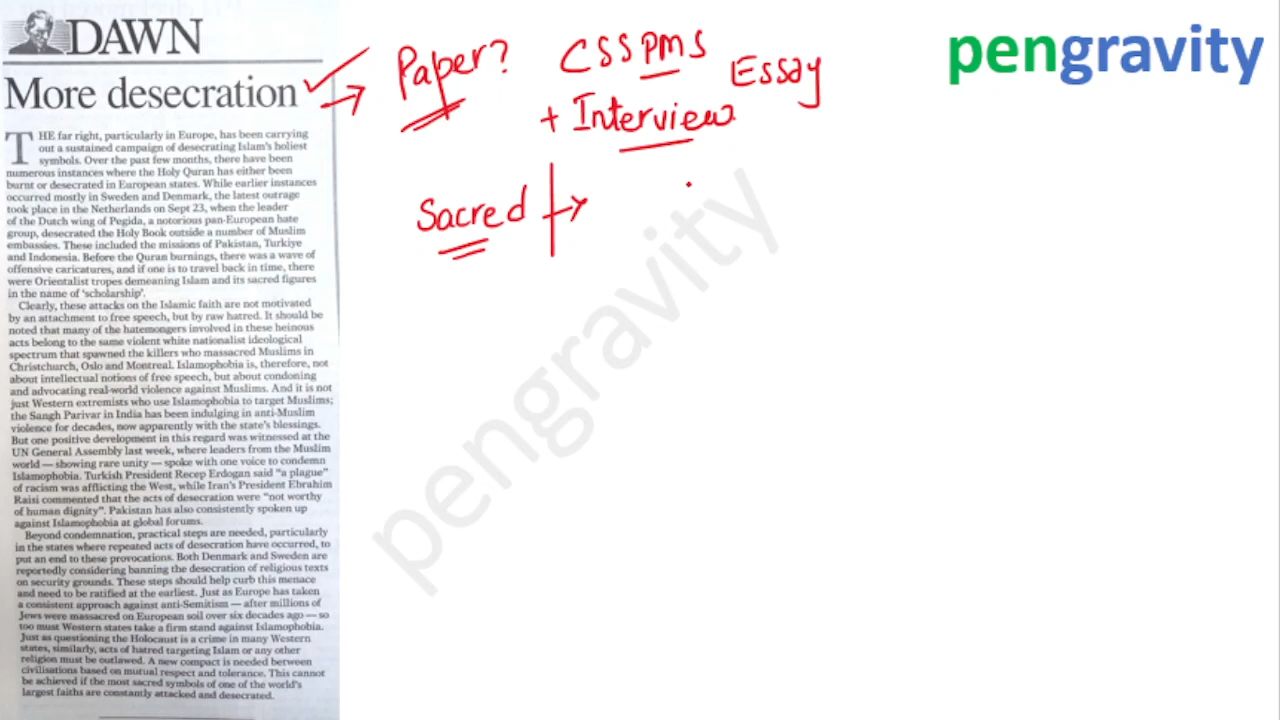 DAWN
More desecration
THE far right, particularly in Europe, has been carrying
out a sustained campaign of desecrating Islam's holiest
symbols. Over the past few months, there have been
numerous instances where the Holy Quran has either been
burnt or desecrated in European states. While earlier instances
occurred mostly in Sweden and Denmark, the latest outrage
took place in the Netherlands on Sept 23, when the leader
of the Dutch wing of Pegida, a notorious pan-European hate
group, desecrated the Holy Book outside a number of Muslim
embassies. These included the missions of Pakistan, Turkiye
and Indonesia. Before the Quran burnings, there was a wave of
offensive caricatures, and if one is to travel back in time, there
were Orientalist tropes demeaning Islam and its sacred figures
in the name of 'scholarship'.
Clearly, these attacks on the Islamic faith are not motivated
by an attachment to free speech, but by raw hatred. It should be
noted that many of the hatemongers involved in these heinous
acts belong to the same violent white nationalist ideological
spectrum that spawned the killers who massacred Muslims in
Christchurch, Oslo and Montreal. Islamophobia is, therefore, not
about intellectual notions of free speech, but about condoning
and advocating real-world violence against Muslims. And it is not
just Western extremists who use Islamophobia to target Muslims;
the Sangh Parivar in India has been indulging in anti-Muslim
violence for decades, now apparently with the state's blessings.
But one positive development in this regard was witnessed at the
UN General Assembly last week, where leaders from the Muslim
world — showing rare unity — spoke with one voice to condemn
Islamophobia. Turkish President Recep Erdogan said "a plague"
of racism was afflicting the West, while Iran's President Ebrahim
Raisi commented that the acts of desecration were "not worthy
of human dignity". Pakistan has also consistently spoken up
against Islamophobia at global forums.
Beyond condemnation, practical steps are needed, particularly
in the states where repeated acts of desecration have occurred, to
put an end to these provocations. Both Denmark and Sweden are
reportedly considering banning the desecration of religious texts
on security grounds. These steps should help curb this menace
and need to be ratified at the earliest. Just as Europe has taken
a consistent approach against anti-Semitism — after millions of
Jews were massacred on European soil over six decades ago — so
too must Western states take a firm stand against Islamophobia.
Just as questioning the Holocaust is a crime in many Western
states, similarly, acts of hatred targeting Islam or any other
religion must be outlawed. A new compact is needed between
civilisations based on mutual respect and tolerance. This cannot
be achieved if the most sacred symbols of one of the world's
largest faiths are constantly attacked and desecrated.
Paper? CSSPMS Essay
+ Interview
Sacred
pengravity
pengravity